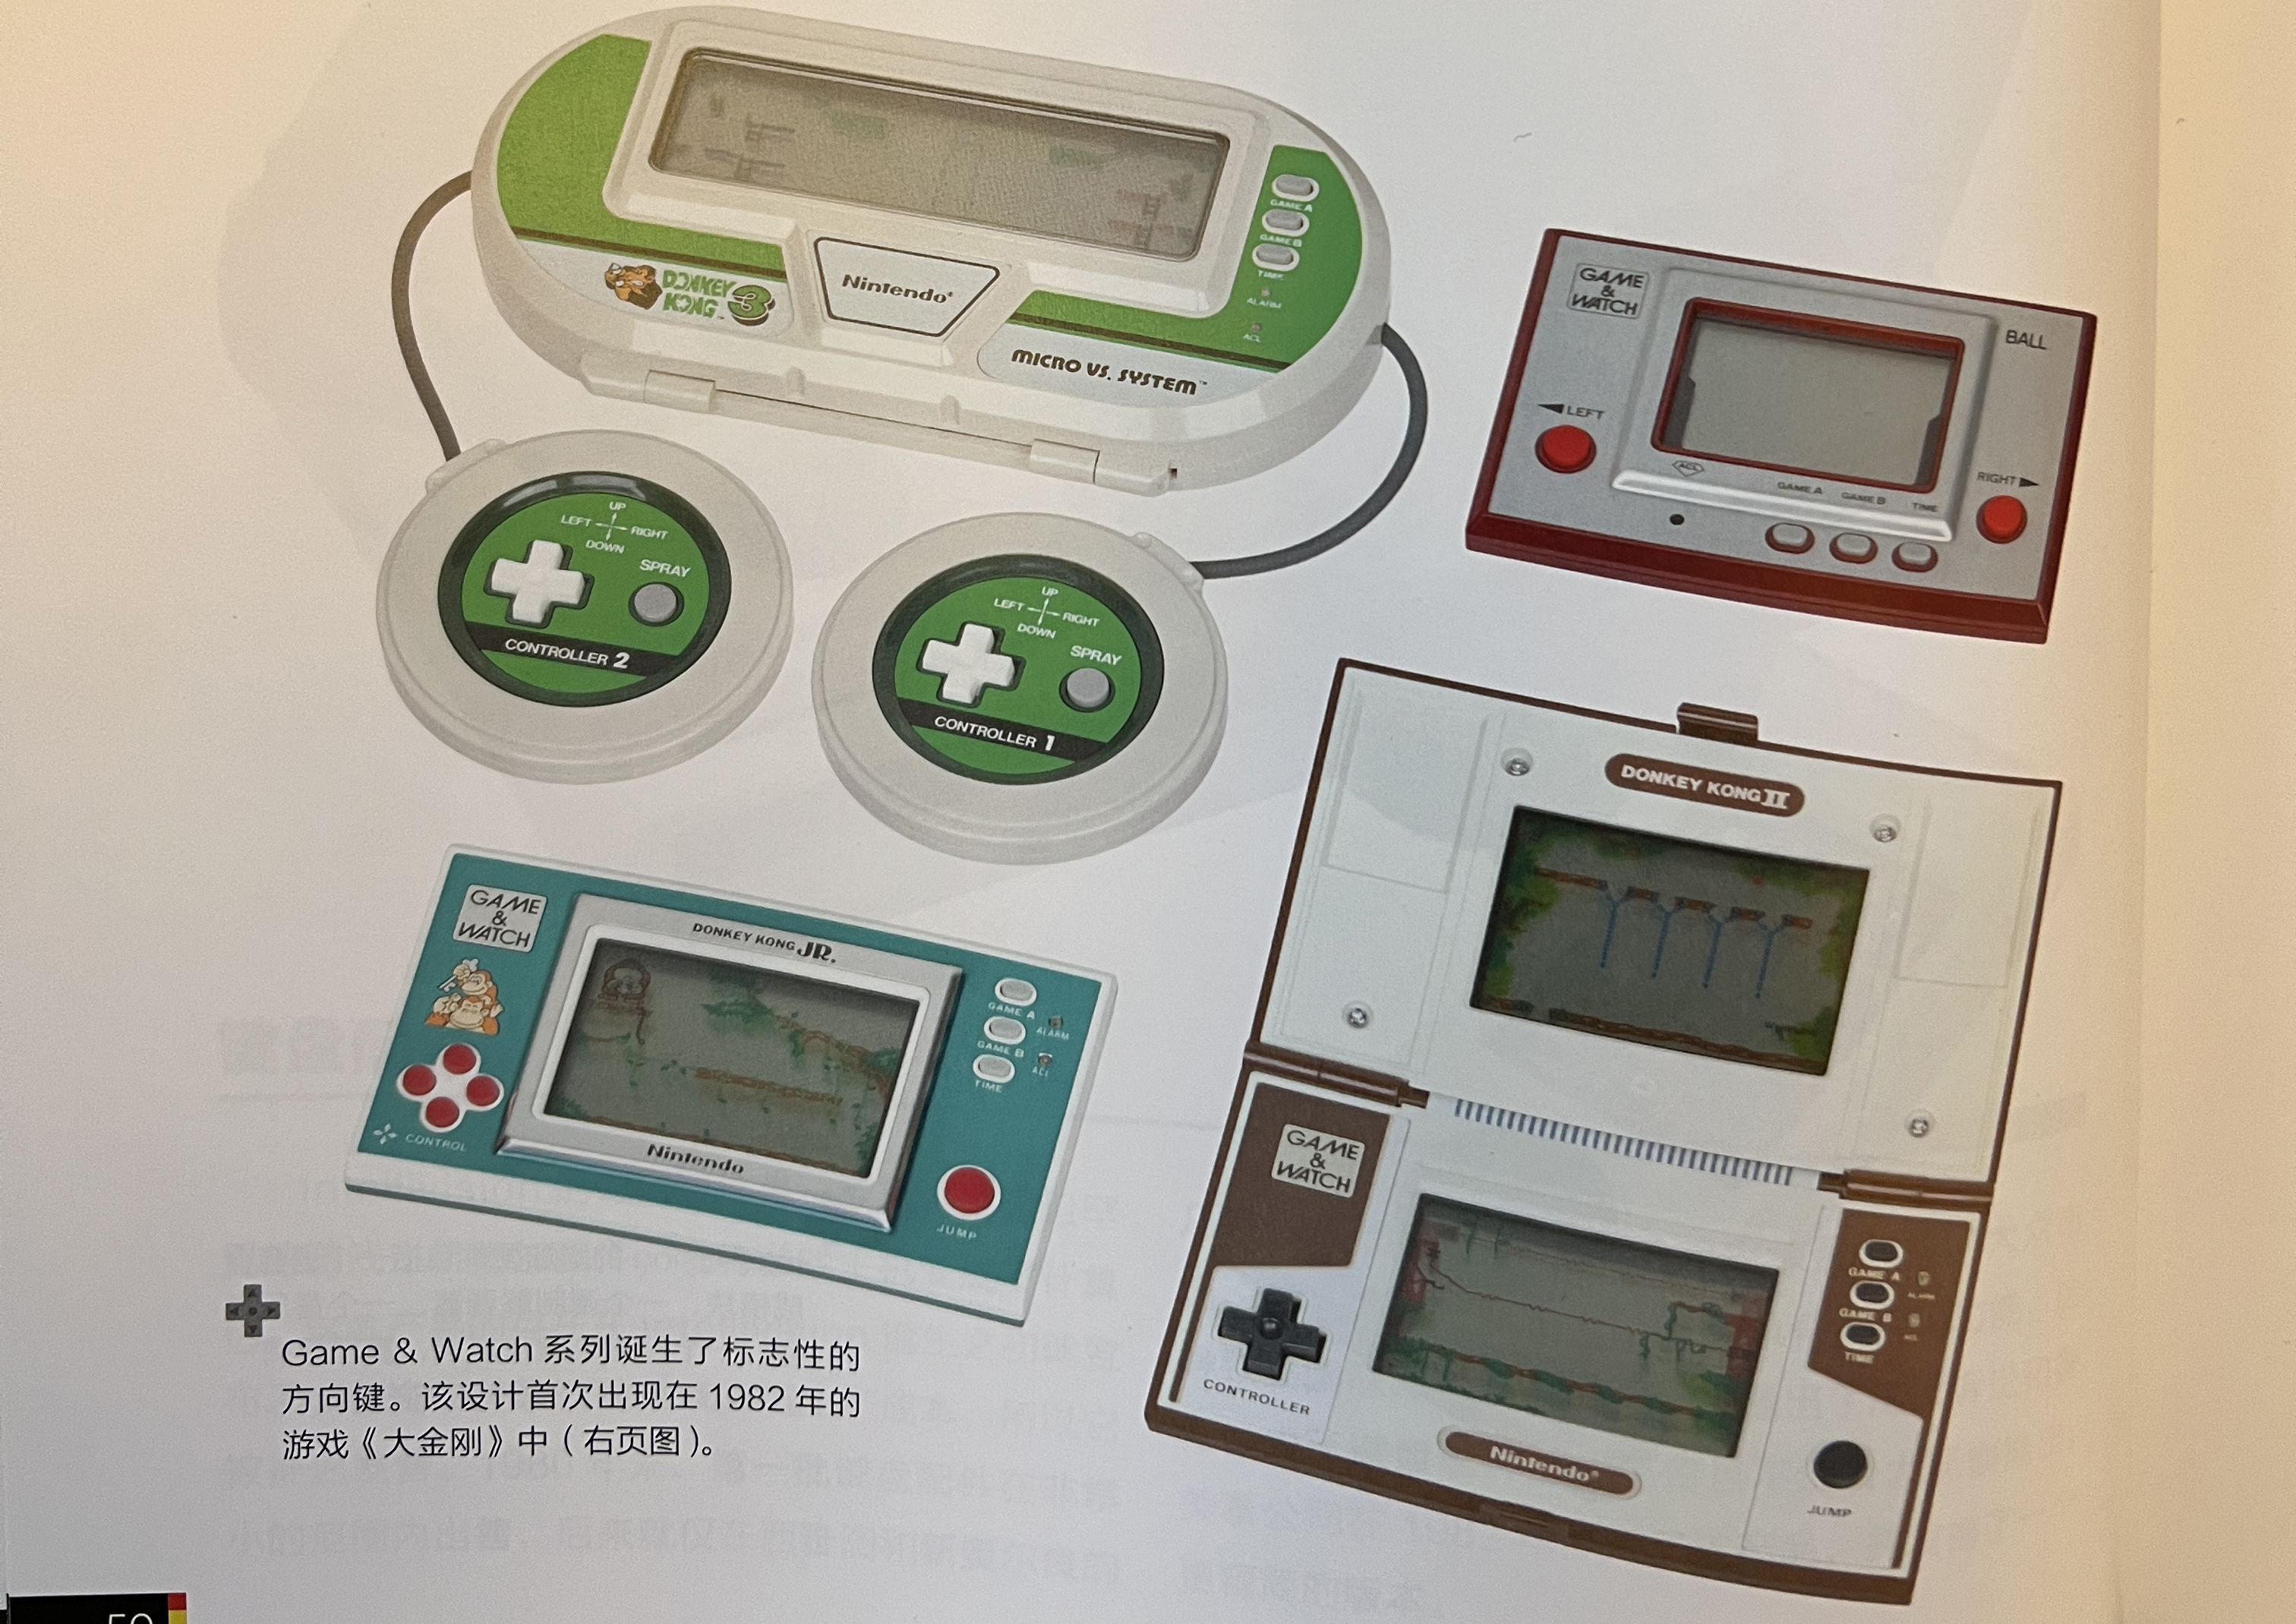 DONKEY KONG 3
Nintendo
MICRO VS. SYSTEM
GAME A
GAME B
TIME
ALARM
ACL
UP
LEFT
RIGHT
DOWN
SPRAY
CONTROLLER 2
UP
LEFT
RIGHT
DOWN
SPRAY
CONTROLLER 1
GAME
&
WATCH
BALL
LEFT
RIGHT
ACL
GAME A
GAME B
TIME
GAME
&
WATCH
DONKEY KONG JR.
GAME A
ALARM
GAME B
ACL
TIME
CONTROL
Nintendo
JUMP
DONKEY KONG II
GAME
&
WATCH
GAME A
ALARM
GAME B
ACL
TIME
CONTROLLER
Nintendo
JUMP
Game & Watch 系列诞生了标志性的
方向键。该设计首次出现在 1982 年的
游戏《大金刚》中（右页图）。